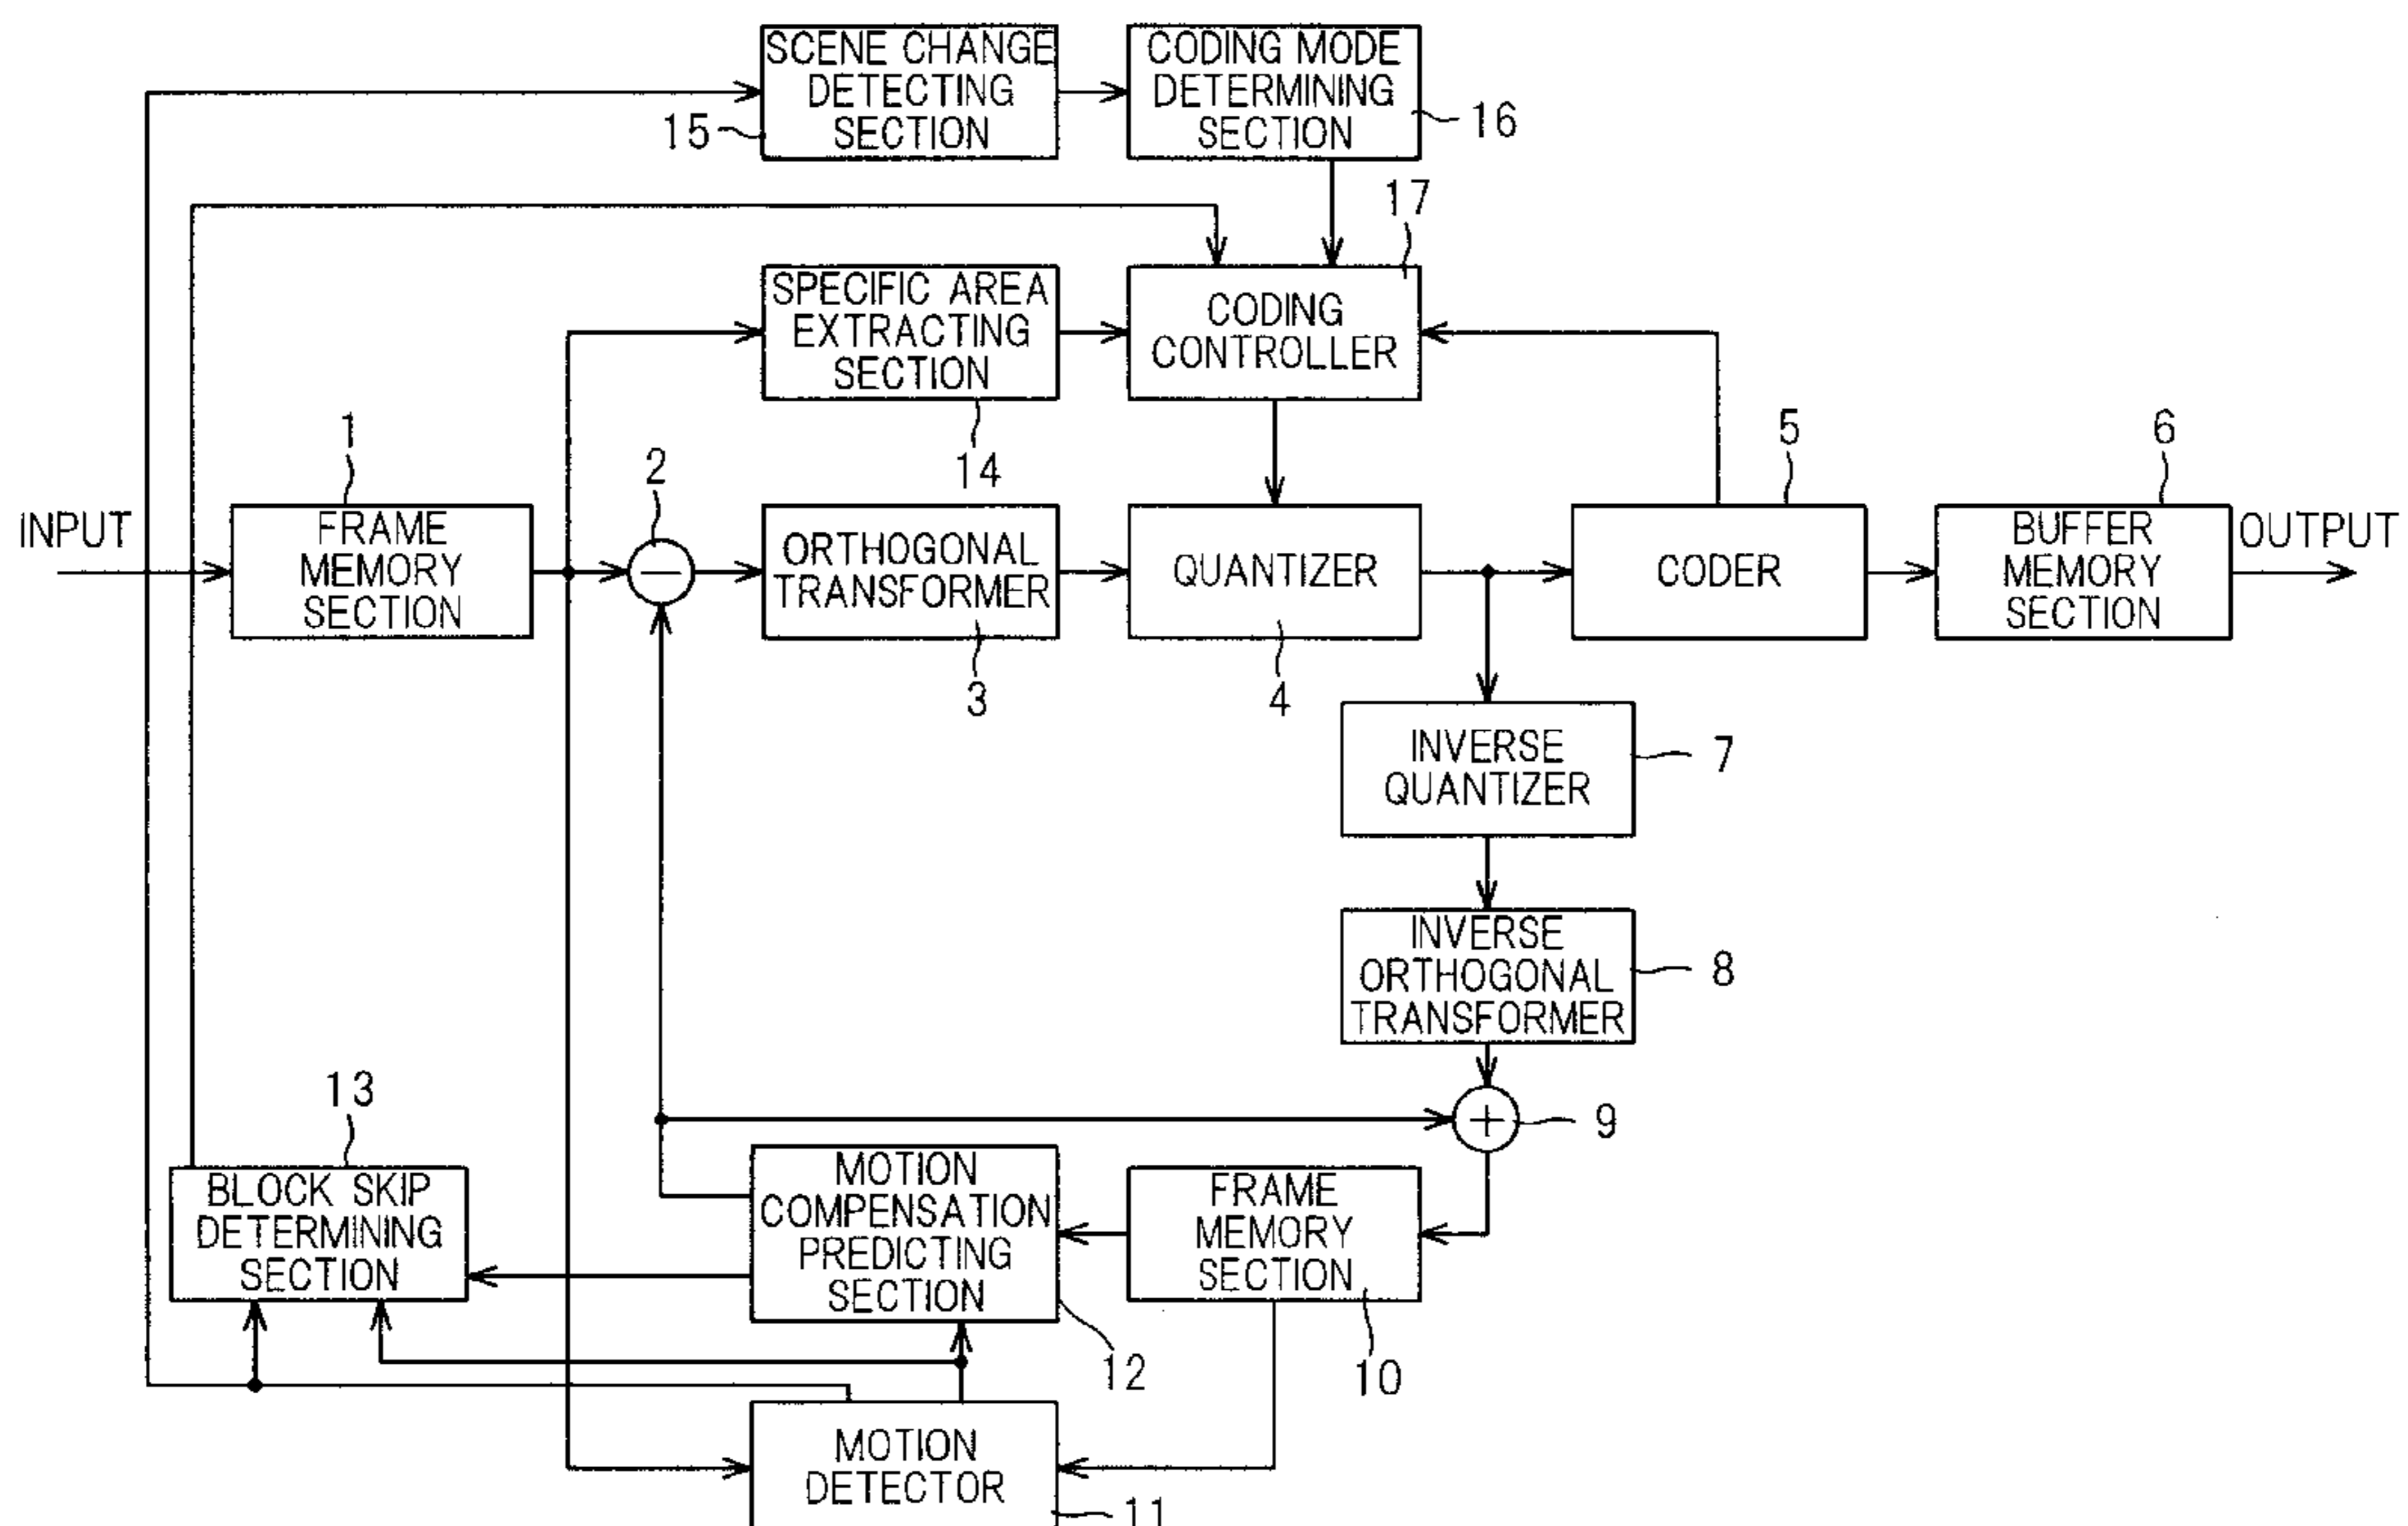 SCENE CHANGE
DETECTING
SECTION
15
CODING MODE
DETERMINING
SECTION
16
17
SPECIFIC AREA
EXTRACTING
SECTION
14
CODING
CONTROLLER
INPUT
1
FRAME
MEMORY
SECTION
2
ORTHOGONAL
TRANSFORMER
3
QUANTIZER
4
5
CODER
6
BUFFER
MEMORY
SECTION
OUTPUT
INVERSE
QUANTIZER
7
INVERSE
ORTHOGONAL
TRANSFORMER
8
9
13
BLOCK SKIP
DETERMINING
SECTION
MOTION
COMPENSATION
PREDICTING
SECTION
12
FRAME
MEMORY
SECTION
10
MOTION
DETECTOR
11